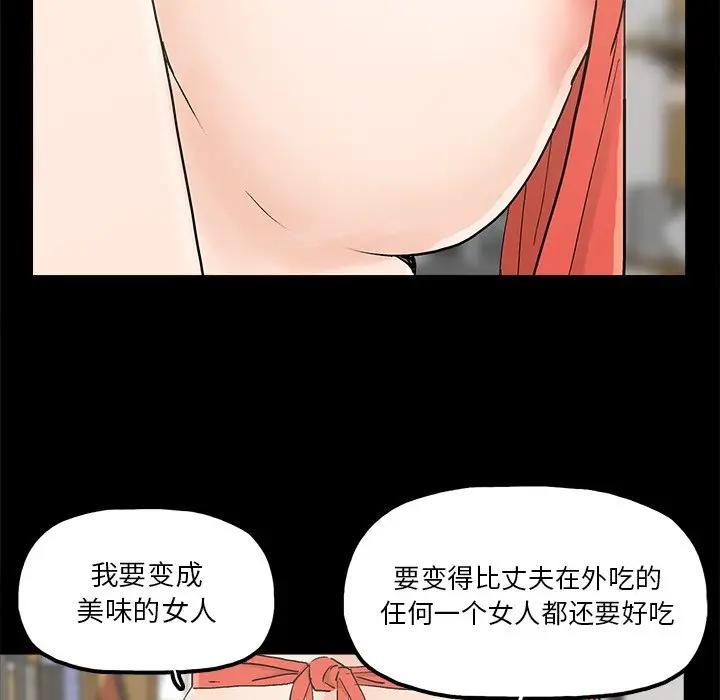 我要变成
美味的女人
要变得比丈夫在外吃的
任何一个女人都还要好吃